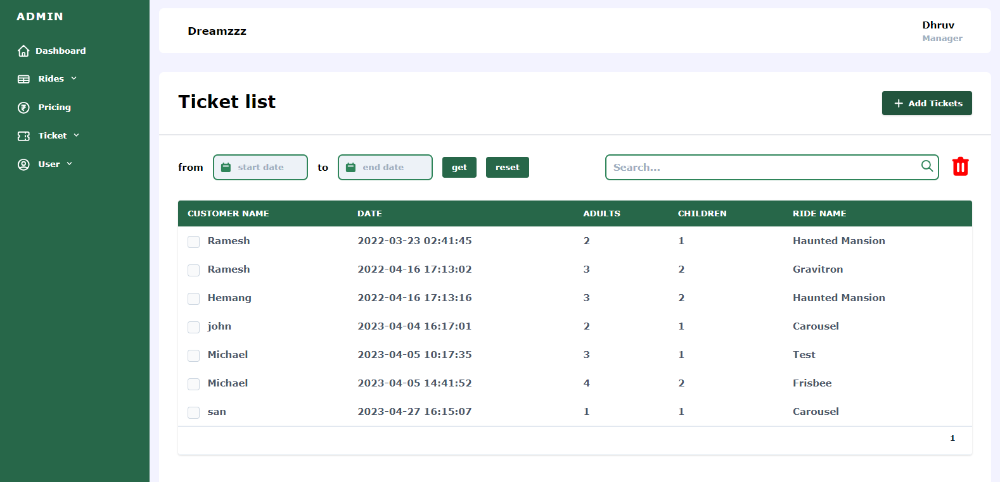 ADMIN
Dashboard
Rides
Pricing
Ticket
User
Dreamzzz
Dhruv
Manager
Ticket list
Add Tickets
from start date to end date get reset Search...
CUSTOMER NAME DATE ADULTS CHILDREN RIDE NAME
Ramesh 2022-03-23 02:41:45 2 1 Haunted Mansion
Ramesh 2022-04-16 17:13:02 3 2 Gravitron
Hemang 2022-04-16 17:13:16 3 2 Haunted Mansion
john 2023-04-04 16:17:01 2 1 Carousel
Michael 2023-04-05 10:17:35 3 1 Test
Michael 2023-04-05 14:41:52 4 2 Frisbee
san 2023-04-27 16:15:07 1 1 Carousel
1